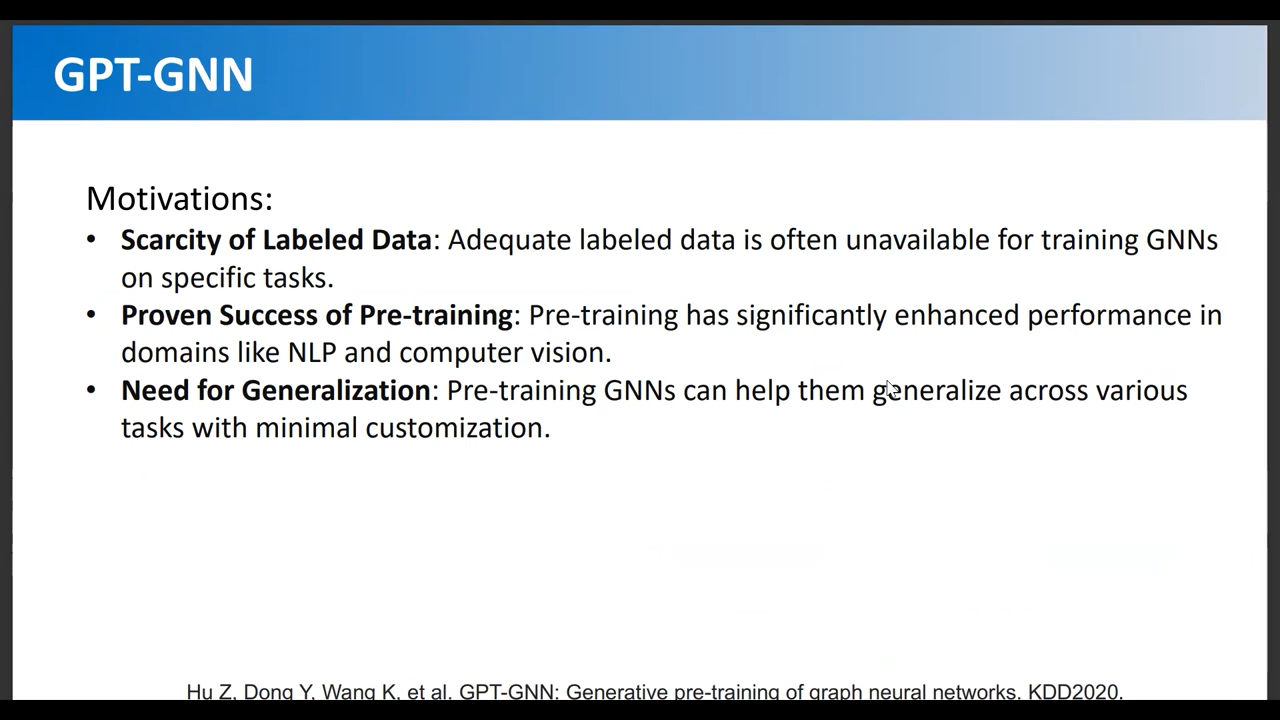 GPT-GNN
Motivations:
• Scarcity of Labeled Data: Adequate labeled data is often unavailable for training GNNs
on specific tasks.
• Proven Success of Pre-training: Pre-training has significantly enhanced performance in
domains like NLP and computer vision.
• Need for Generalization: Pre-training GNNs can help them generalize across various
tasks with minimal customization.
Hu Z, Dong Y, Wang K, et al. GPT-GNN: Generative pre-training of graph neural networks. KDD2020.